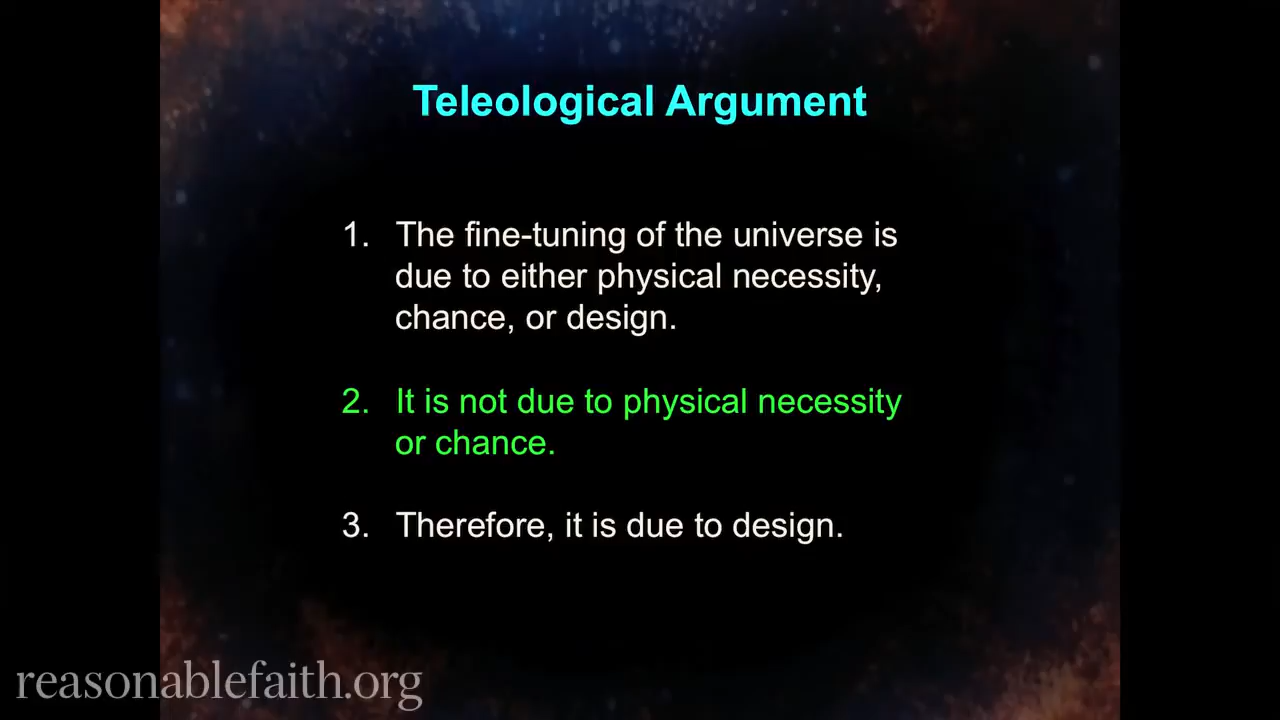 Teleological Argument
1. The fine-tuning of the universe is
due to either physical necessity,
chance, or design.
2. It is not due to physical necessity
or chance.
3. Therefore, it is due to design.
reasonablefaith.org